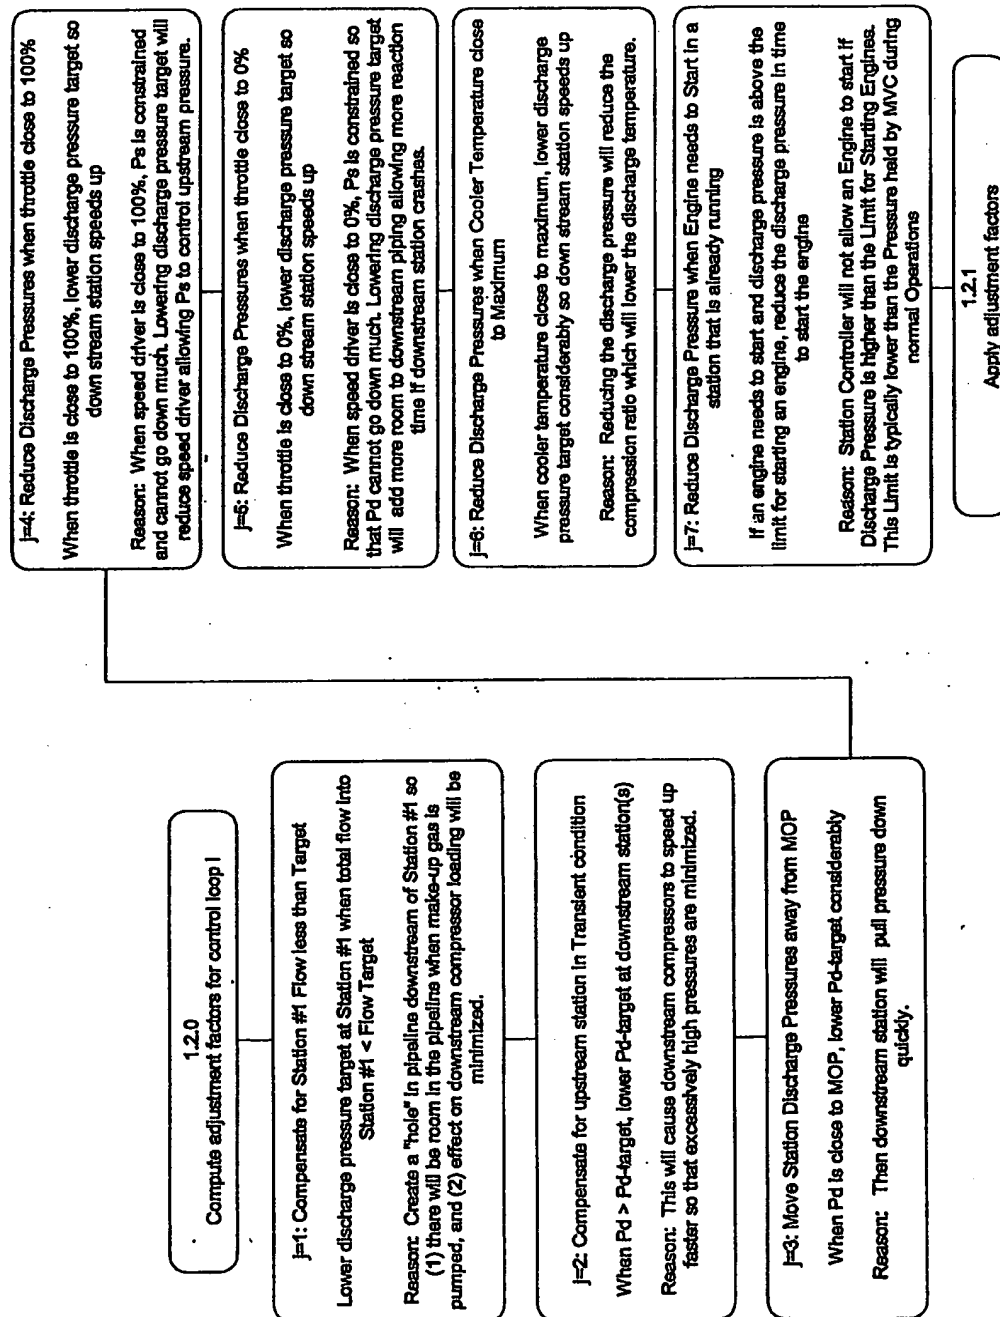 1.2.0
Compute adjustment factors for control loop I
j=1: Compensate for Station #1 Flow less than Target
Lower discharge pressure target at Station #1 when total flow into
Station #1 < Flow Target
Reason: Create a "hole" in pipeline downstream of Station #1 so
(1) there will be room in the pipeline when make-up gas is
pumped, and (2) effect on downstream compressor loading will be
minimized.
j=2: Compensate for upstream station in Transient condition
When Pd > Pd-target, lower Pd-target at downstream station(s)
Reason: This will cause downstream compressors to speed up
faster so that excessively high pressures are minimized.
j=3: Move Station Discharge Pressures away from MOP
When Pd is close to MOP, lower Pd-target considerably
Reason: Then downstream station will pull pressure down
quickly.
j=4: Reduce Discharge Pressures when throttle close to 100%
When throttle is close to 100%, lower discharge pressure target so
down stream station speeds up
Reason: When speed driver is close to 100%, Ps is constrained
and cannot go down much. Lowering discharge pressure target will
reduce speed driver allowing Ps to control upstream pressure.
j=5: Reduce Discharge Pressures when throttle close to 0%
When throttle is close to 0%, lower discharge pressure target so
down stream station speeds up
Reason: When speed driver is close to 0%, Ps is constrained so
that Pd cannot go down much. Lowering discharge pressure target
will add more room to downstream piping allowing more reaction
time if downstream station crashes.
j=6: Reduce Discharge Pressures when Cooler Temperature close
to Maximum
When cooler temperature close to maximum, lower discharge
pressure target considerably so down stream station speeds up
Reason: Reducing the discharge pressure will reduce the
compression ratio which will lower the discharge temperature.
j=7: Reduce Discharge Pressure when Engine needs to Start in a
station that is already running
If an engine needs to start and discharge pressure is above the
limit for starting an engine, reduce the discharge pressure in time
to start the engine
Reason: Station Controller will not allow an Engine to start if
Discharge Pressure is higher than the Limit for Starting Engines.
This Limit is typically lower than the Pressure held by MVC during
normal Operations
1.2.1
Apply adjustment factors